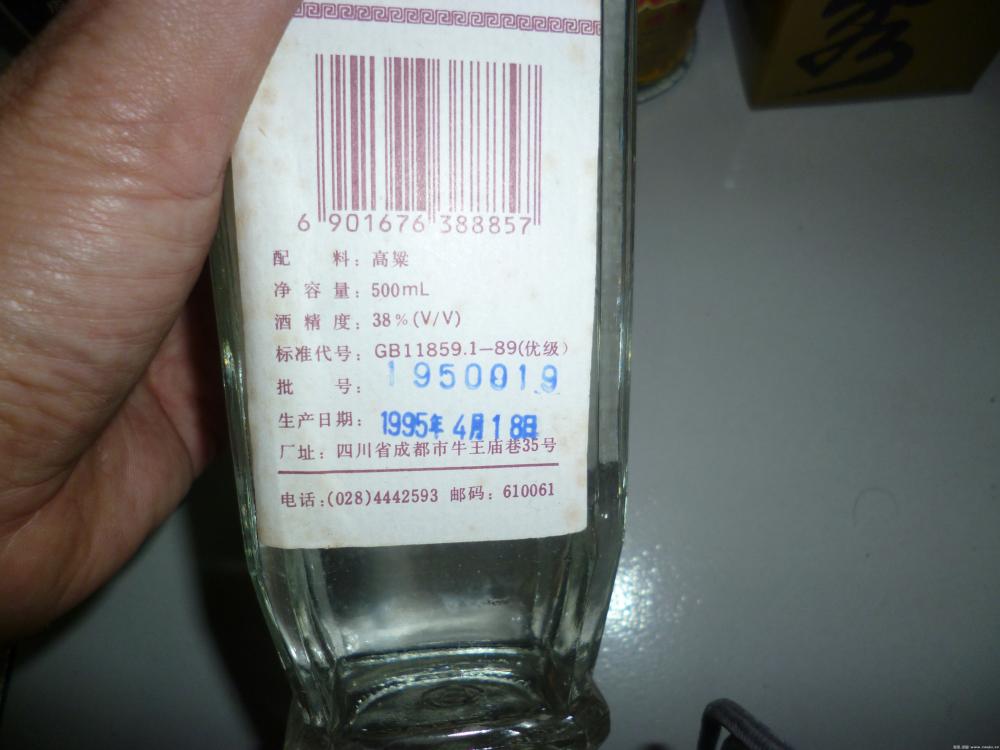 6 901676 388857
配 料：高粱
净 容 量：500mL
酒 精 度：38%(V/V)
标准代号：GB11859.1—89(优级）
批 号：1950019
生产日期：1995年4月18日
厂址：四川省成都市牛王庙巷35号
电话：(028)4442593 邮码：610061